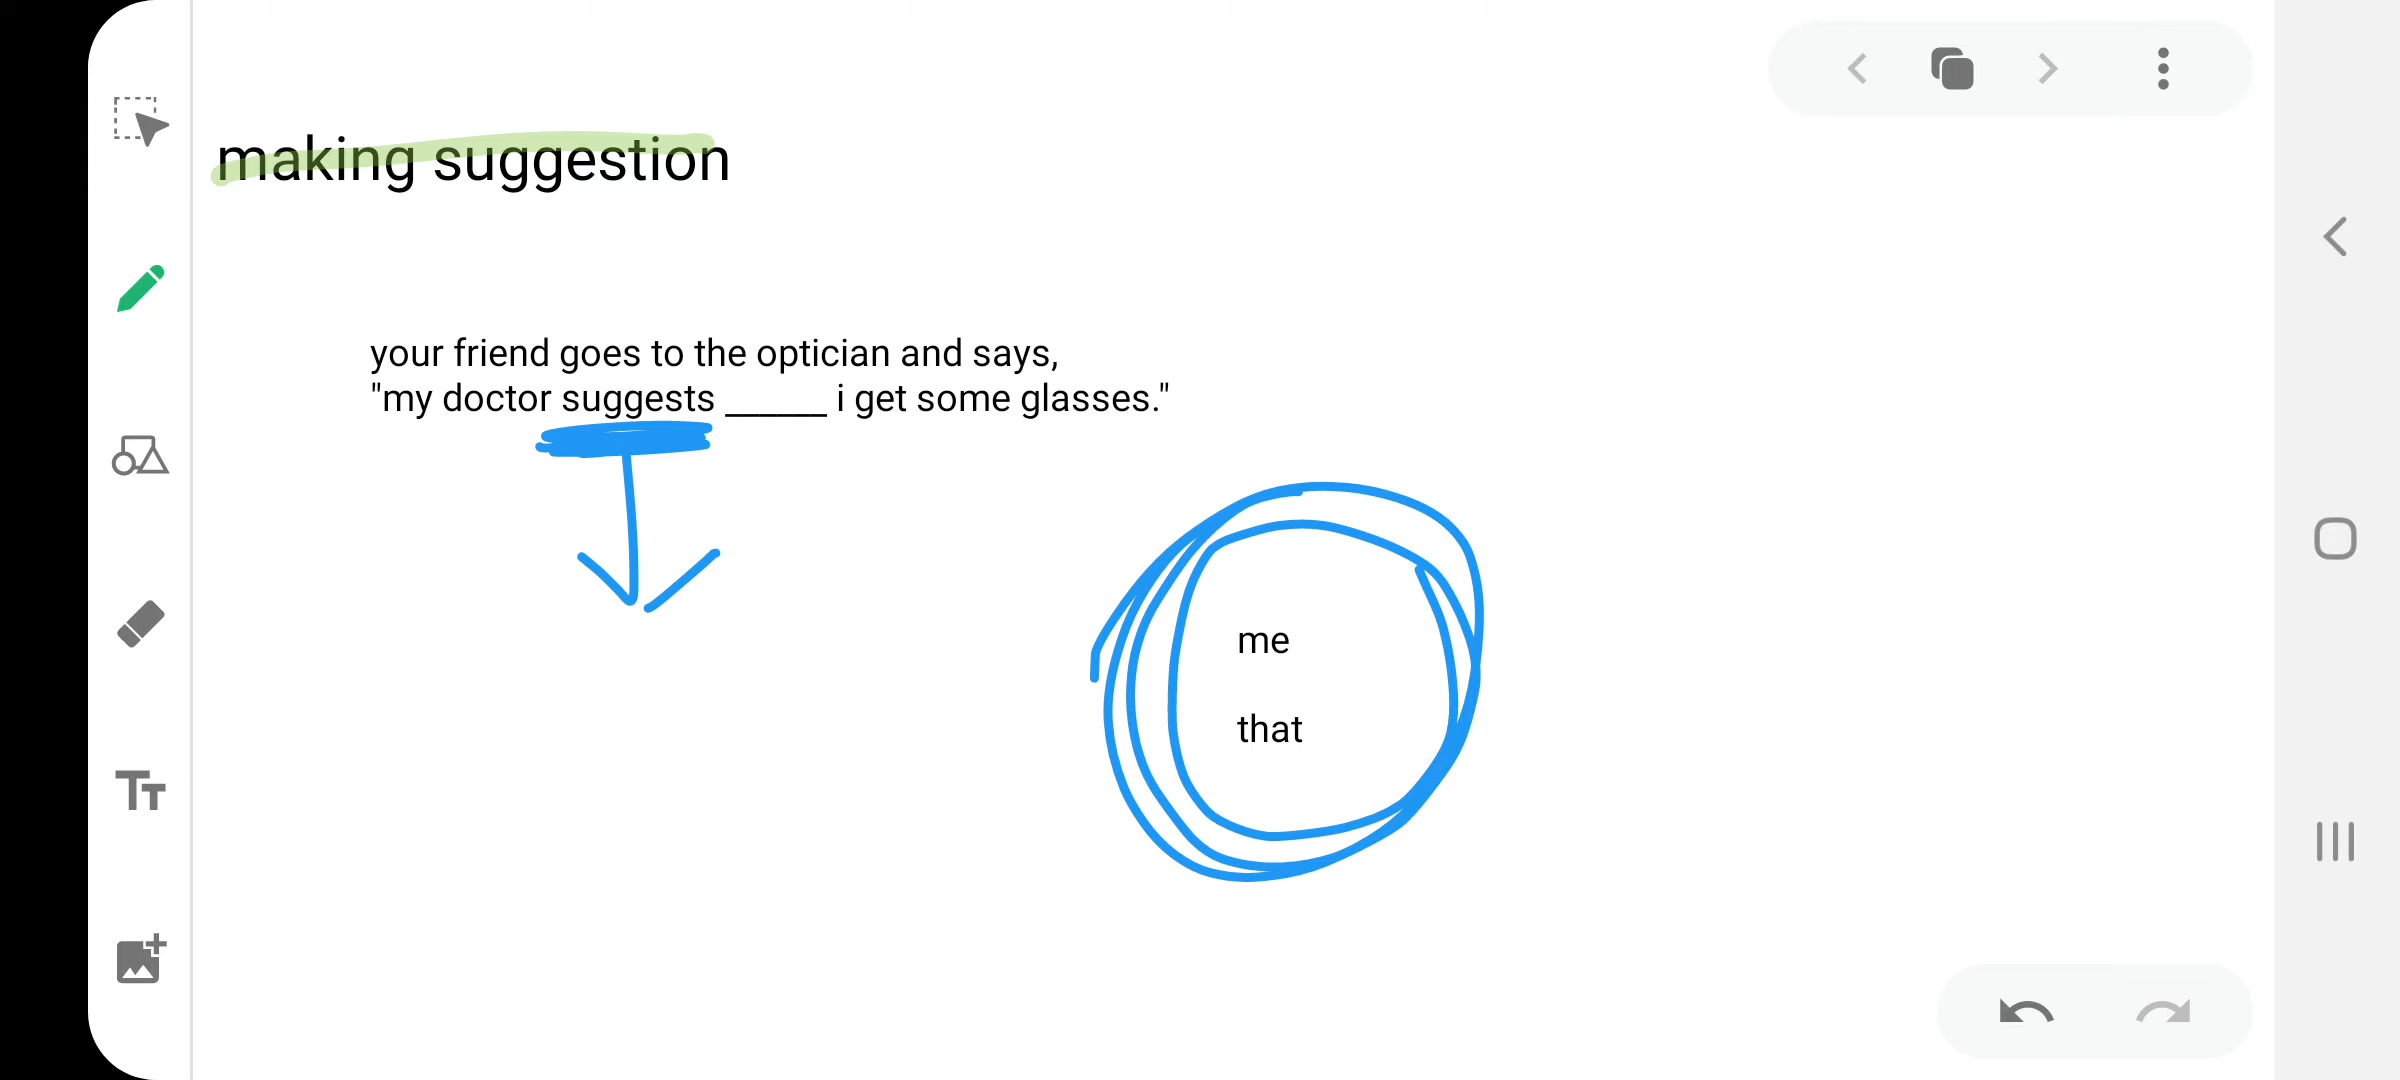 making suggestion
your friend goes to the optician and says,
"my doctor suggests ______ i get some glasses."
me
that